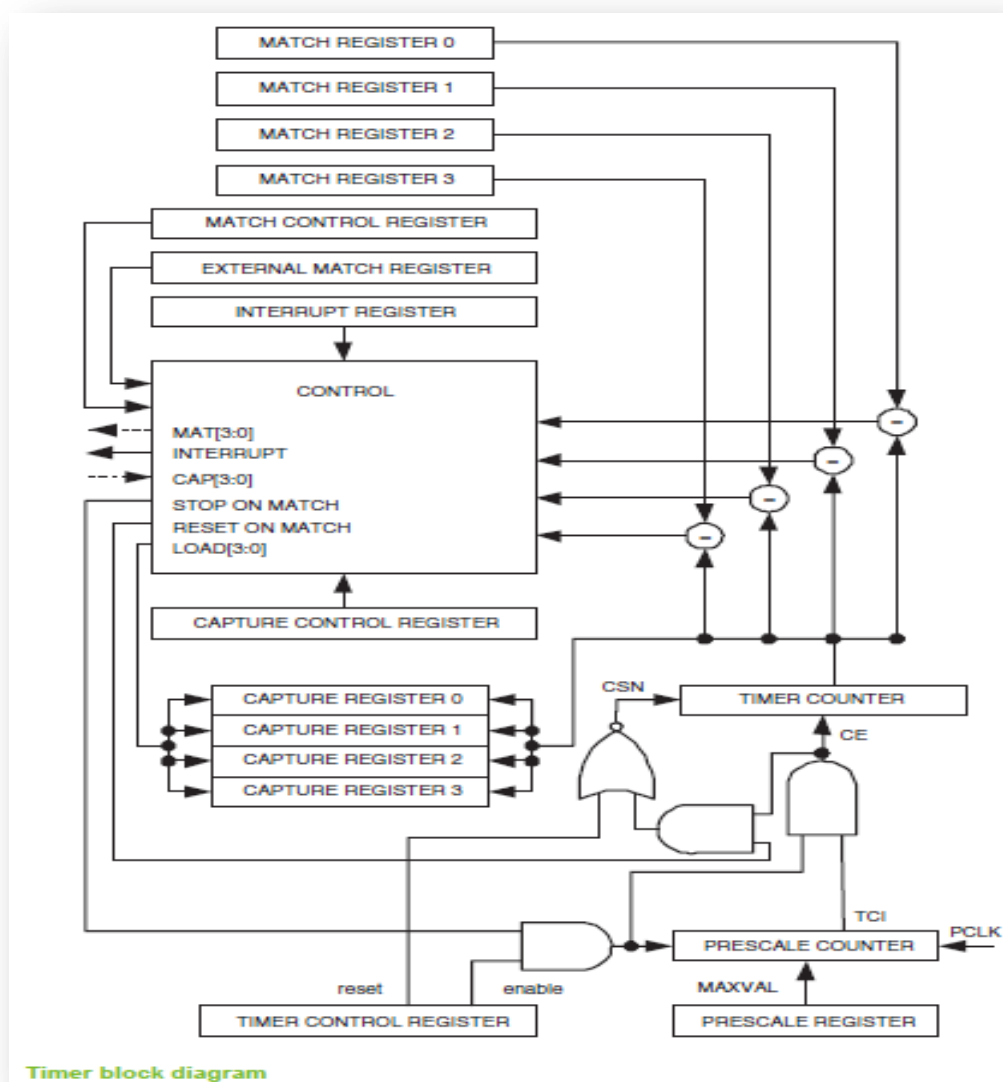 MATCH REGISTER 0
MATCH REGISTER 1
MATCH REGISTER 2
MATCH REGISTER 3
MATCH CONTROL REGISTER
EXTERNAL MATCH REGISTER
INTERRUPT REGISTER
CONTROL
MAT[3:0]
INTERRUPT
CAP[3:0]
STOP ON MATCH
RESET ON MATCH
LOAD[3:0]
-
-
-
-
CAPTURE CONTROL REGISTER
CAPTURE REGISTER 0
CAPTURE REGISTER 1
CAPTURE REGISTER 2
CAPTURE REGISTER 3
CSN
TIMER COUNTER
CE
TCI
PCLK
PRESCALE COUNTER
MAXVAL
PRESCALE REGISTER
reset
enable
TIMER CONTROL REGISTER
Timer block diagram